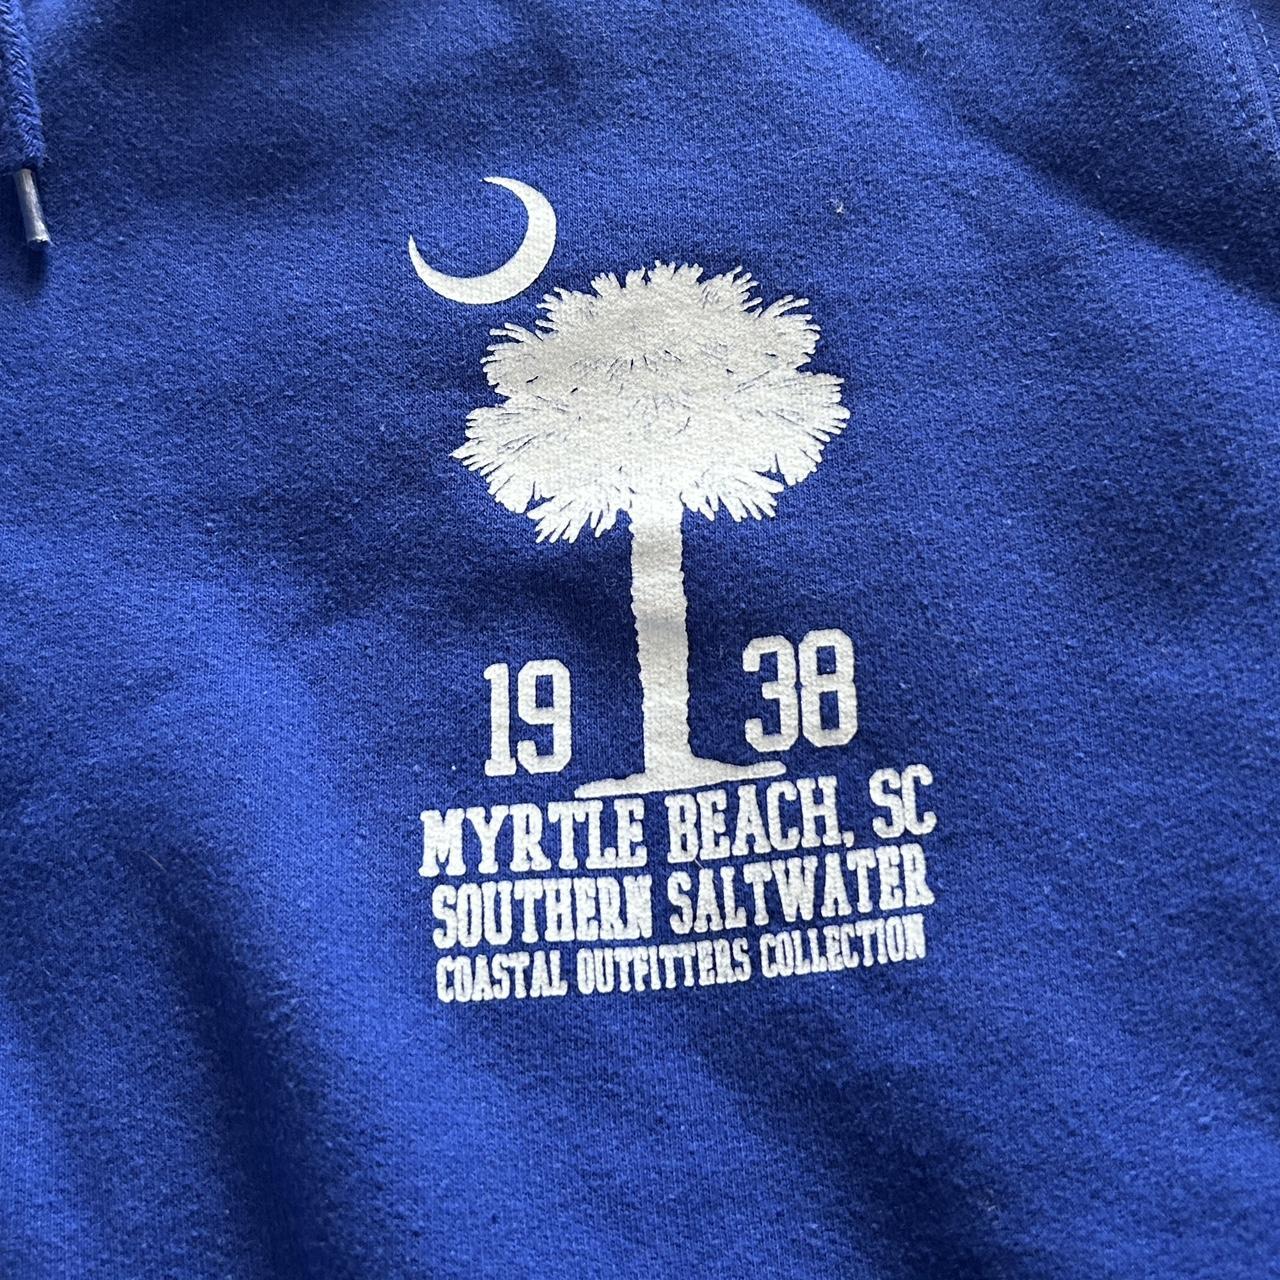 19 38
MYRTLE BEACH, SC
SOUTHERN SALTWATER
COASTAL OUTFITTERS COLLECTION